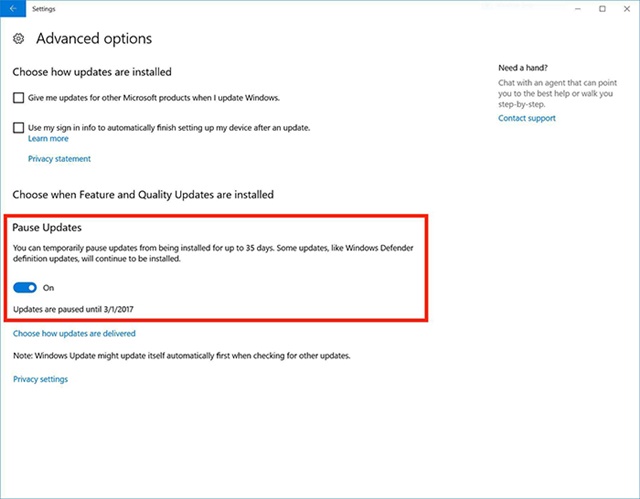 Settings
Advanced options
Choose how updates are installed
Give me updates for other Microsoft products when I update Windows.
Use my sign in info to automatically finish setting up my device after an update.
Learn more
Privacy statement
Choose when Feature and Quality Updates are installed
Pause Updates
You can temporarily pause updates from being installed for up to 35 days. Some updates, like Windows Defender
definition updates, will continue to be installed.
On
Updates are paused until 3/1/2017
Choose how updates are delivered
Note: Windows Update might update itself automatically first when checking for other updates.
Privacy settings
Need a hand?
Chat with an agent that can point
you to the best help or walk you
step-by-step.
Contact support